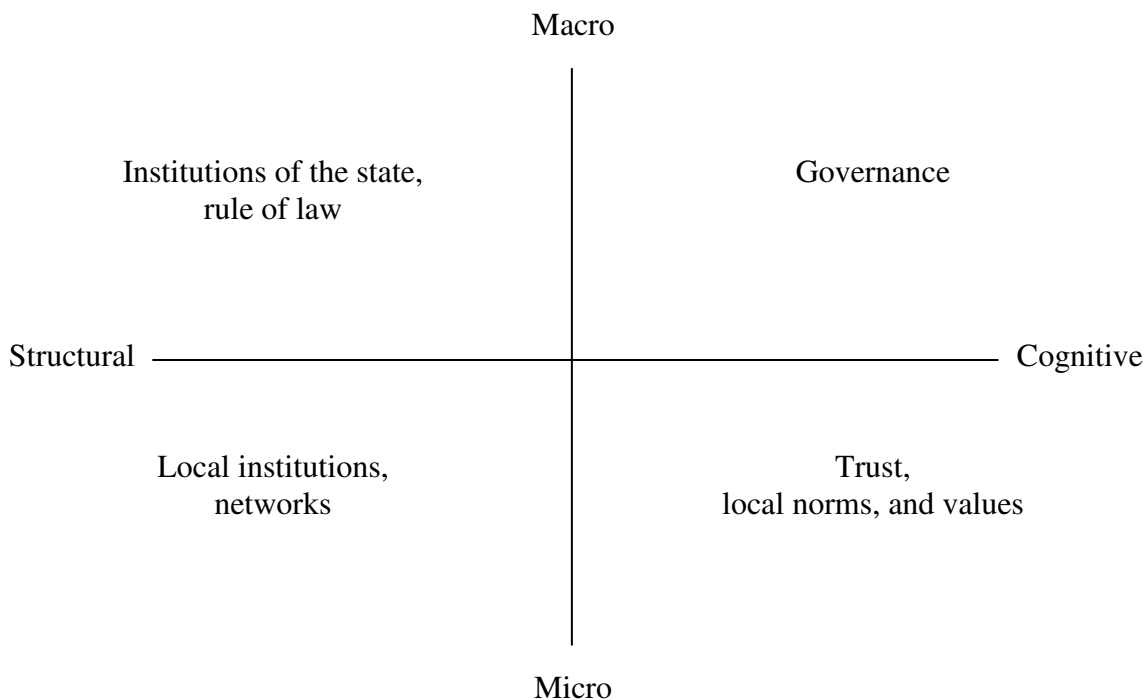 Macro
Institutions of the state,
rule of law
Governance
Structural
Cognitive
Local institutions,
networks
Trust,
local norms, and values
Micro